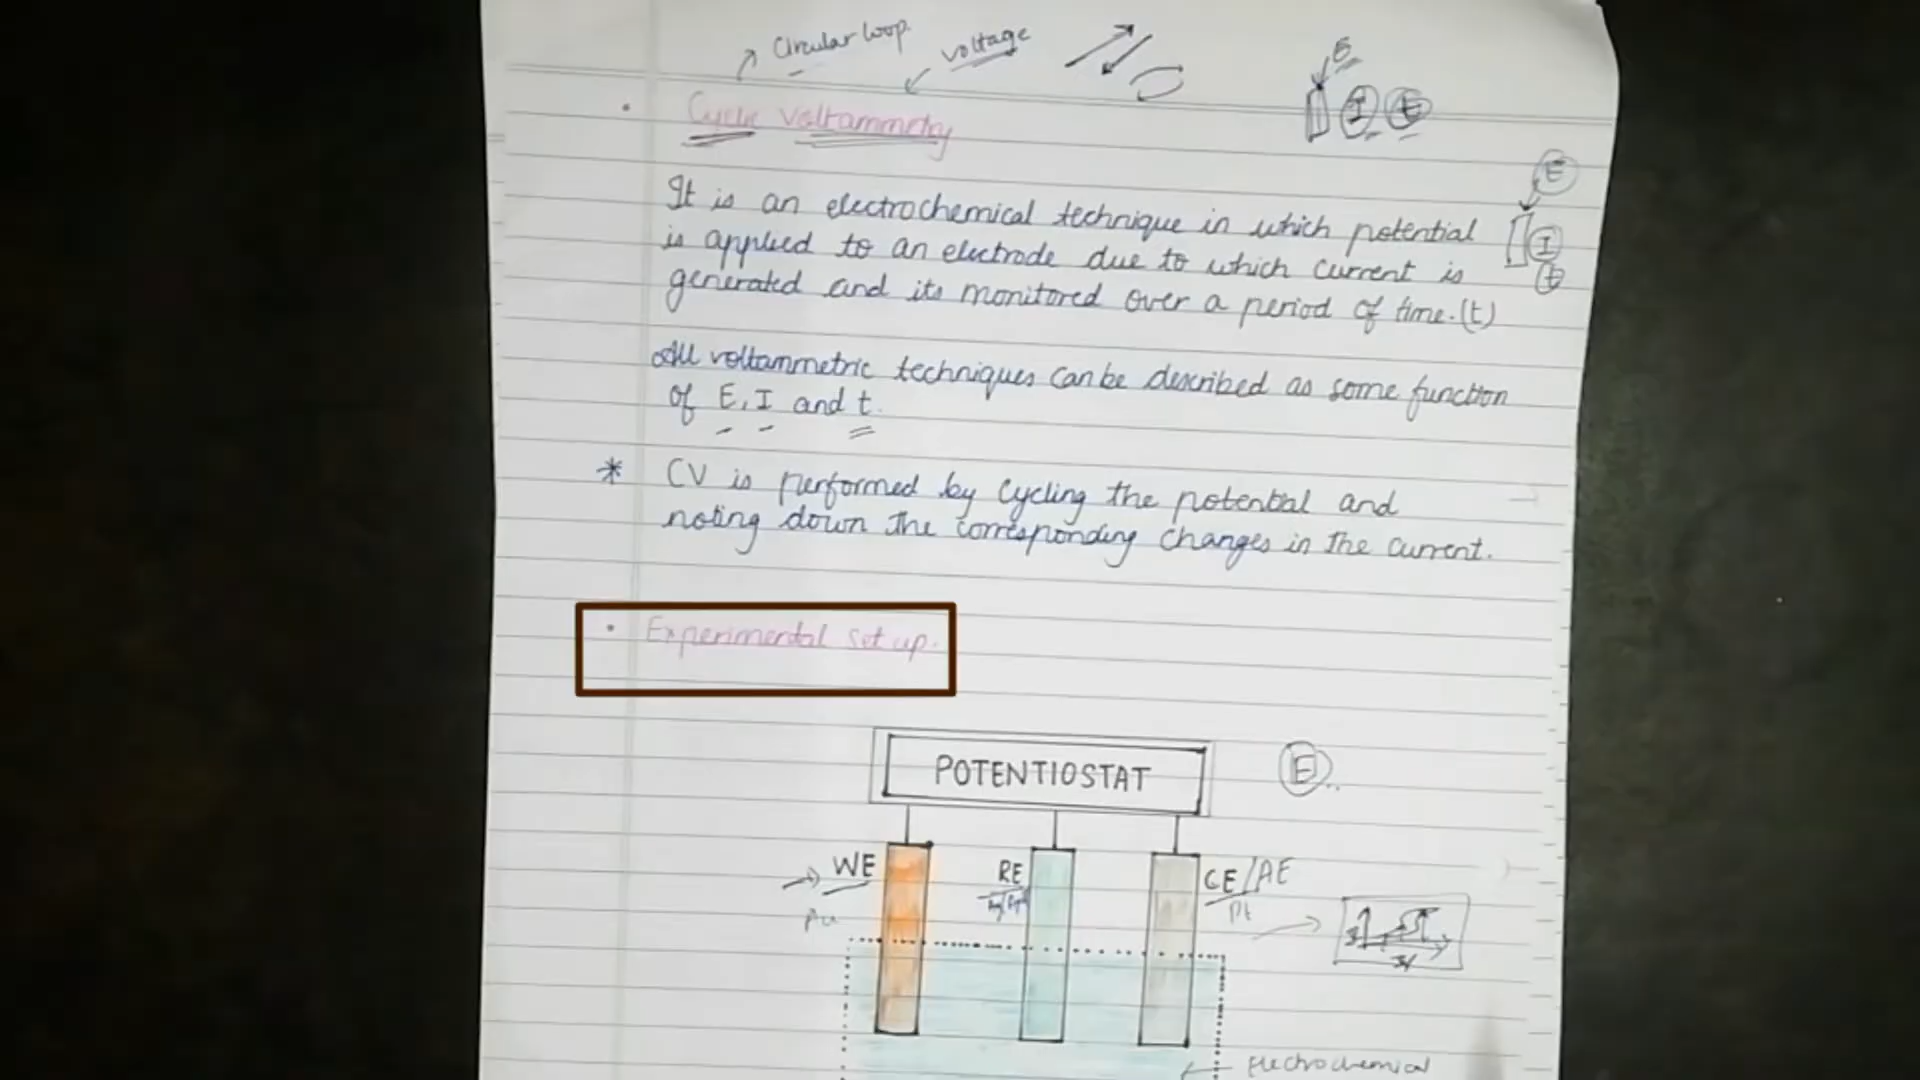 Circular loop
voltage
E
I E
• Cyclic Voltammetry
E
It is an electrochemical technique in which potential
is applied to an electrode due to which current is
I
generated and its monitored over a period of time.(t)
t
All voltammetric techniques can be described as some function
of E, I and t.
* CV is performed by cycling the potential and
noting down the corresponding changes in the current.
• Experimental set up.
POTENTIOSTAT
E
WE
RE
CE/AE
Pt
Electrochemical